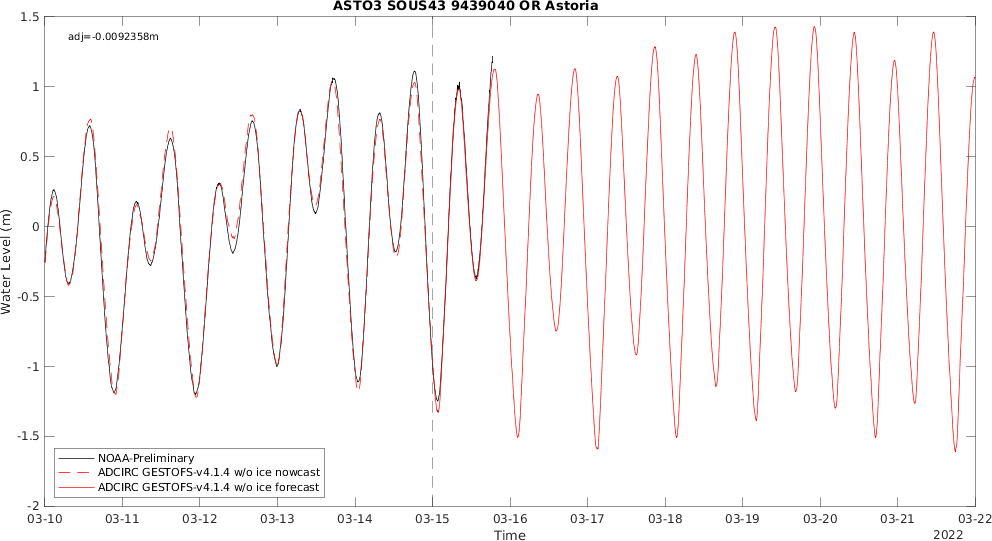 ASTO3 SOUS43 9439040 OR Astoria
adj=-0.0092358m
Water Level (m)
1.5
1
0.5
0
-0.5
-1
-1.5
-2
NOAA-Preliminary
ADCIRC GESTOFS-v4.1.4 w/o ice nowcast
ADCIRC GESTOFS-v4.1.4 w/o ice forecast
03-10 03-11 03-12 03-13 03-14 03-15 03-16 03-17 03-18 03-19 03-20 03-21 03-22
Time
2022